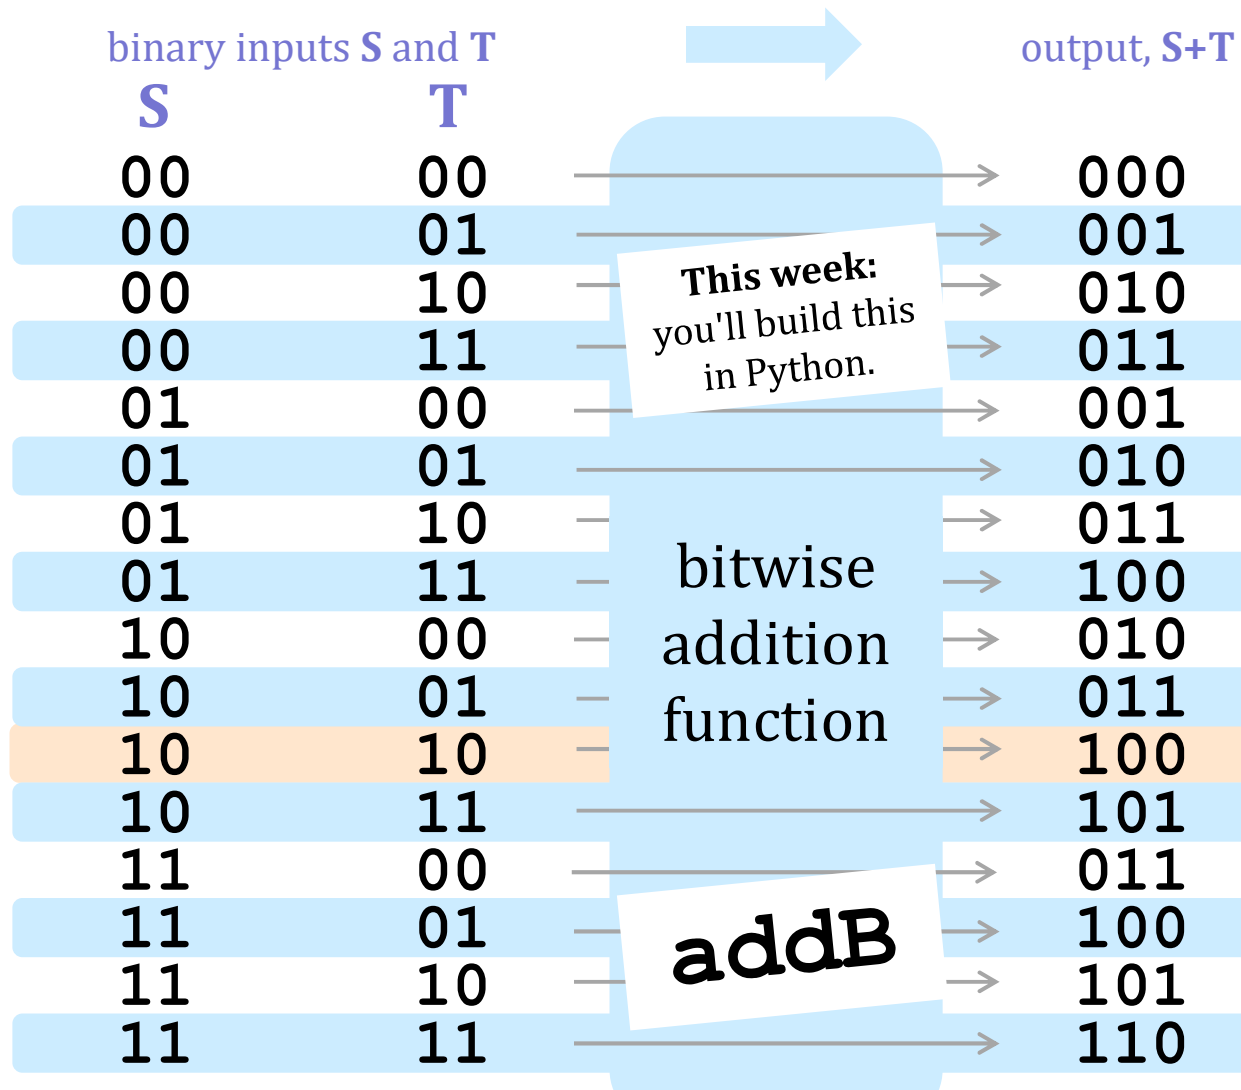 binary inputs S and T output, S+T
S T
00 00 000
00 01 001
00 10 010
00 11 011
01 00 001
01 01 010
01 10 011
01 11 100
10 00 010
10 01 011
10 10 100
10 11 101
11 00 011
11 01 100
11 10 101
11 11 110
This week:
you'll build this
in Python.
bitwise
addition
function
addB